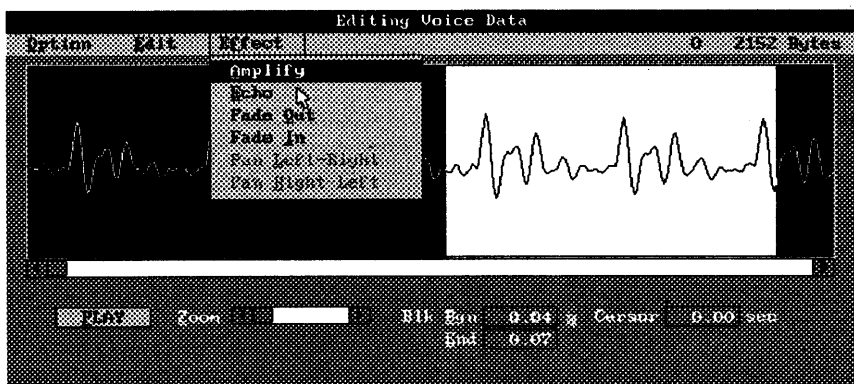 Editing Voice Data
Option Edit Effect 0 2152 Bytes
Amplify
Echo
Fade Out
Fade In
Pan Left-Right
Pan Right Left
PLAY Zoom Blk Bgn 0.04 Cursor 0.00 sec
End 0.07